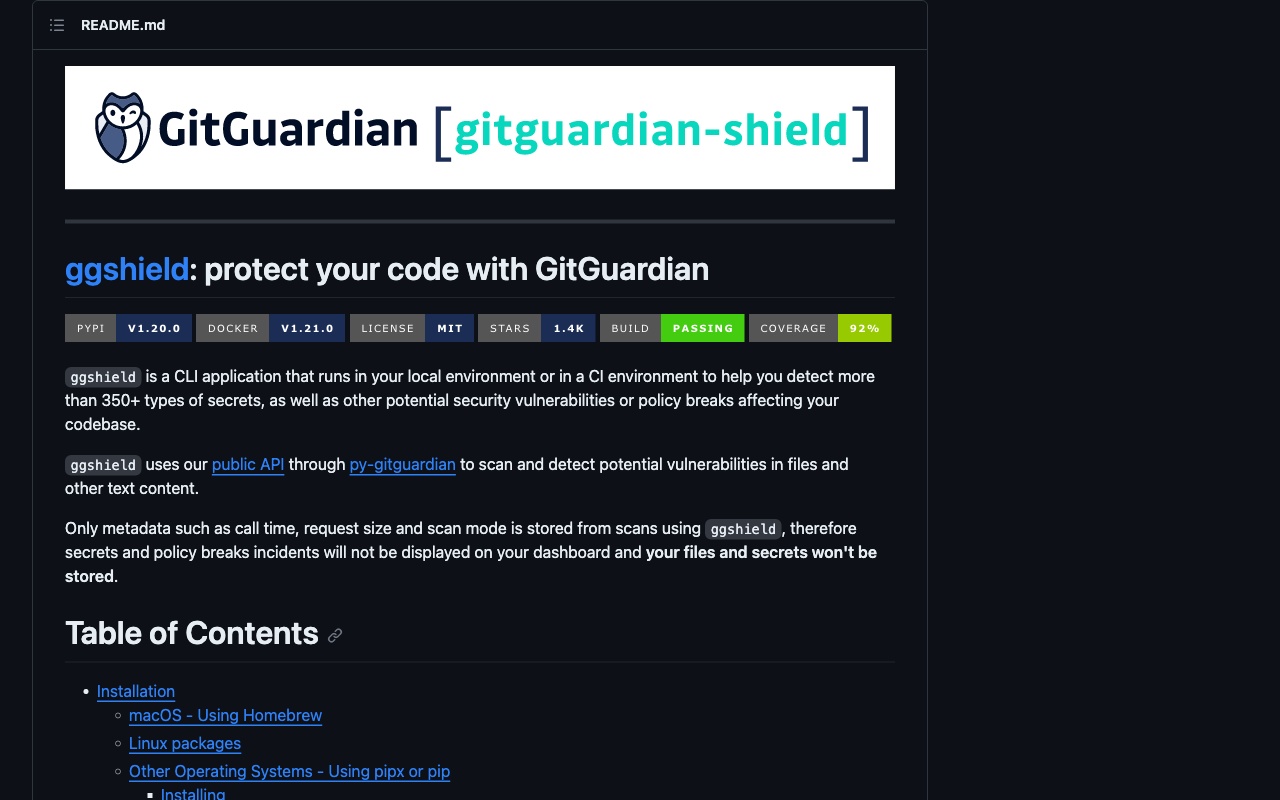 README.md
GitGuardian [gitguardian-shield]
ggshield: protect your code with GitGuardian
PYPI V1.20.0 DOCKER V1.21.0 LICENSE MIT STARS 1.4K BUILD PASSING COVERAGE 92%
ggshield is a CLI application that runs in your local environment or in a CI environment to help you detect more
than 350+ types of secrets, as well as other potential security vulnerabilities or policy breaks affecting your
codebase.
ggshield uses our public API through py-gitguardian to scan and detect potential vulnerabilities in files and
other text content.
Only metadata such as call time, request size and scan mode is stored from scans using ggshield, therefore
secrets and policy breaks incidents will not be displayed on your dashboard and your files and secrets won't be
stored.
Table of Contents
• Installation
◦ macOS - Using Homebrew
◦ Linux packages
◦ Other Operating Systems - Using pipx or pip
▪ Installing